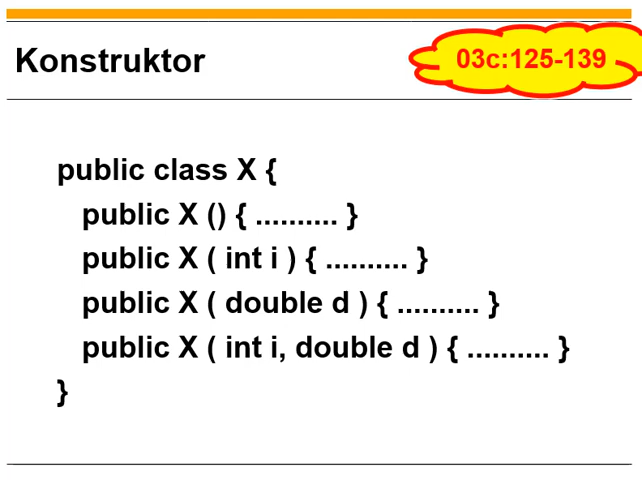 Konstruktor
03c:125-139
public class X {
public X () { .......... }
public X ( int i ) { .......... }
public X ( double d ) { .......... }
public X ( int i, double d ) { .......... }
}